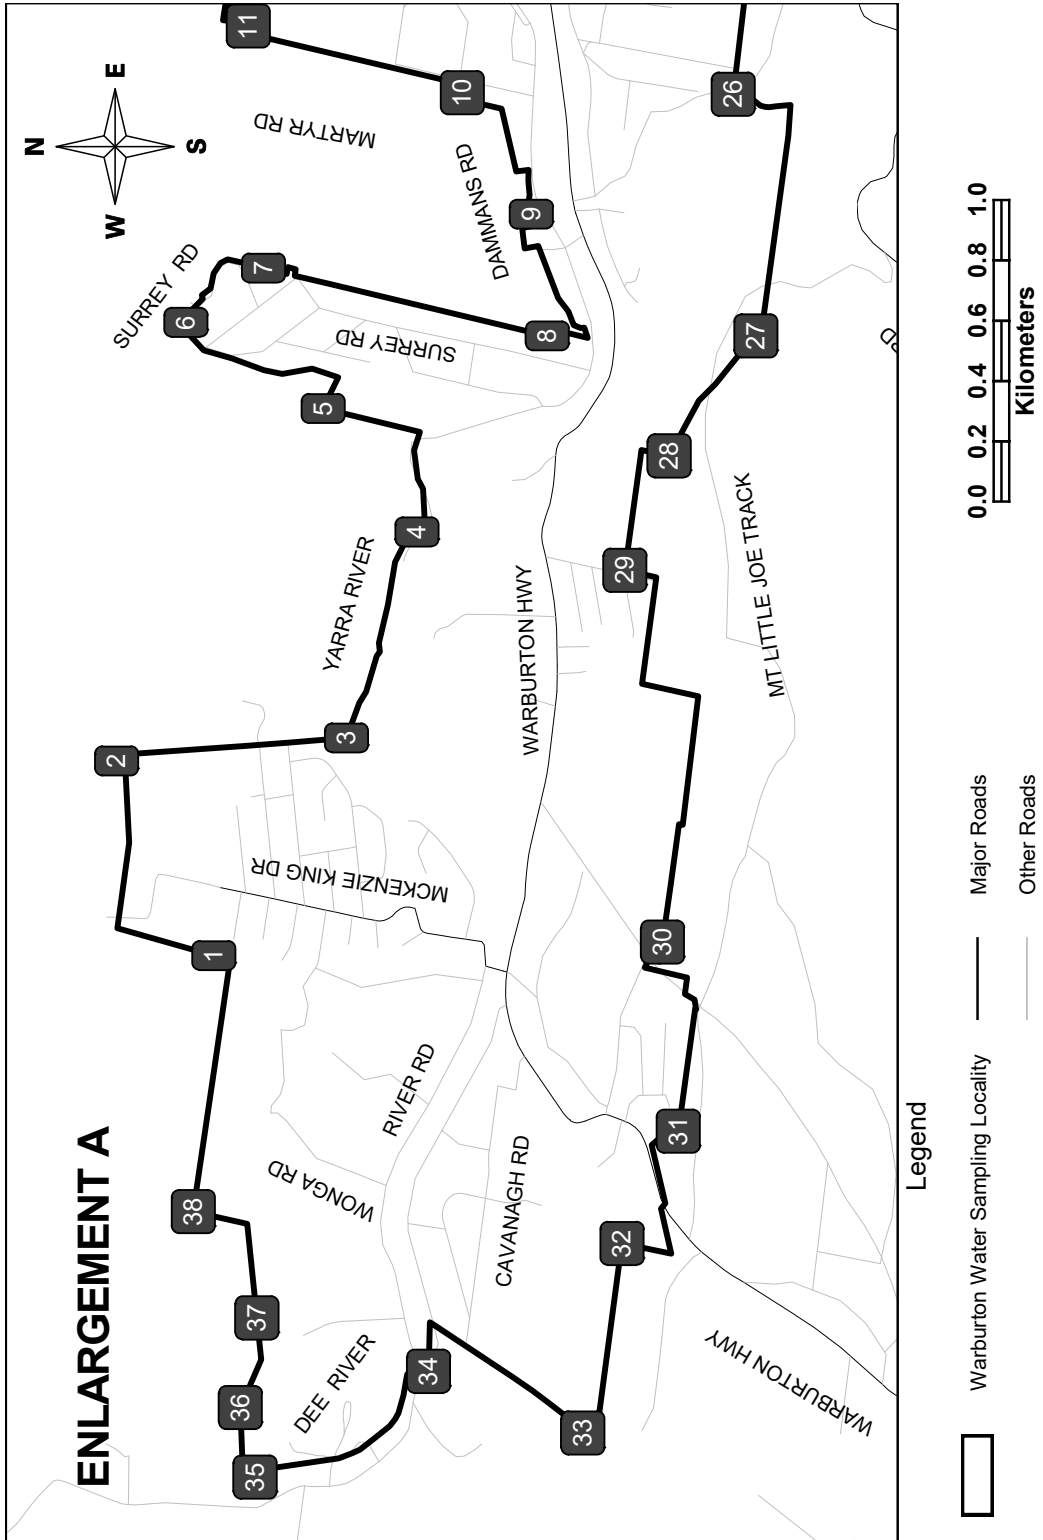 ENLARGEMENT A
N
E
S
W
1
2
3
4
5
6
7
8
9
10
11
26
27
28
29
30
31
32
33
34
35
36
37
38
SURREY RD
SURREY RD
MARTYR RD
DAMMANS RD
YARRA RIVER
MCKENZIE KING DR
WARBURTON HWY
RIVER RD
WONGA RD
CAVANAGH RD
DEE RIVER
WARBURTON HWY
MT LITTLE JOE TRACK
Legend
Warburton Water Sampling Locality
Major Roads
Other Roads
0.0 0.2 0.4 0.6 0.8 1.0
Kilometers